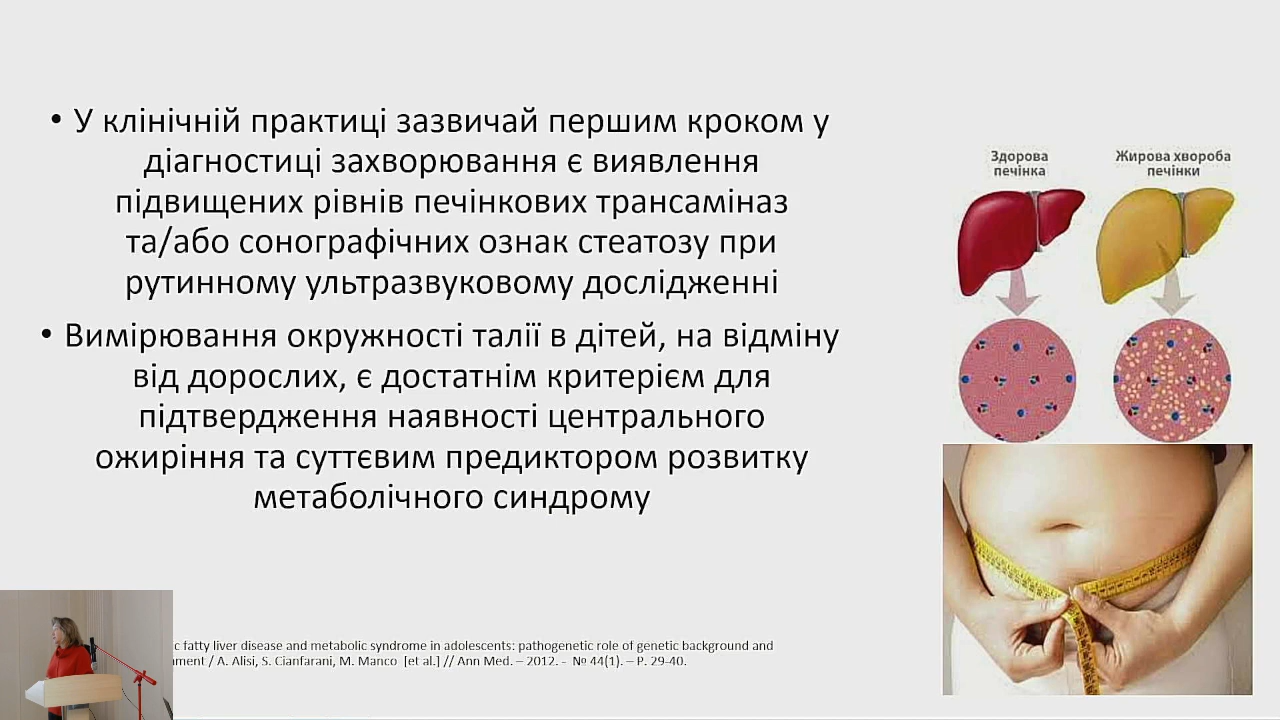 • У клінічній практиці зазвичай першим кроком у
діагностиці захворювання є виявлення
підвищених рівнів печінкових трансаміназ
та/або сонографічних ознак стеатозу при
рутинному ультразвуковому дослідженні
• Вимірювання окружності талії в дітей, на відміну
від дорослих, є достатнім критерієм для
підтвердження наявності центрального
ожиріння та суттєвим предиктором розвитку
метаболічного синдрому
Здорова
печінка
Жирова хвороба
печінки
fatty liver disease and metabolic syndrome in adolescents: pathogenetic role of genetic background and
/ A. Alisi, S. Cianfarani, M. Manco [et al.] // Ann Med. – 2012. - № 44(1). – P. 29-40.